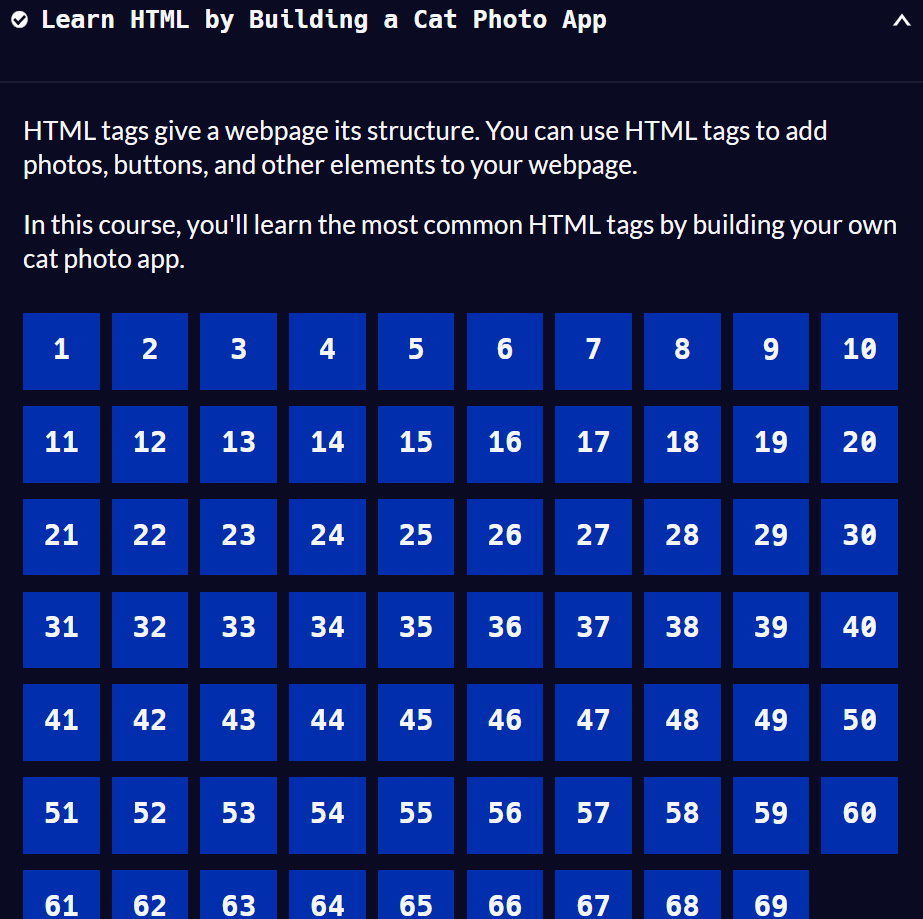 Learn HTML by Building a Cat Photo App
HTML tags give a webpage its structure. You can use HTML tags to add
photos, buttons, and other elements to your webpage.
In this course, you'll learn the most common HTML tags by building your own
cat photo app.
1 2 3 4 5 6 7 8 9 10
11 12 13 14 15 16 17 18 19 20
21 22 23 24 25 26 27 28 29 30
31 32 33 34 35 36 37 38 39 40
41 42 43 44 45 46 47 48 49 50
51 52 53 54 55 56 57 58 59 60
61 62 63 64 65 66 67 68 69